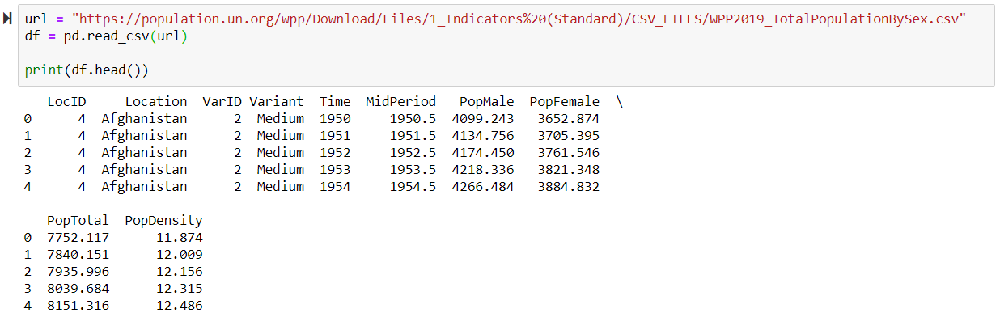 url = "https://population.un.org/wpp/Download/Files/1_Indicators%20(Standard)/CSV_FILES/WPP2019_TotalPopulationBySex.csv"
df = pd.read_csv(url)
print(df.head())
LocID Location VarID Variant Time MidPeriod PopMale PopFemale \
0 4 Afghanistan 2 Medium 1950 1950.5 4099.243 3652.874
1 4 Afghanistan 2 Medium 1951 1951.5 4134.756 3705.395
2 4 Afghanistan 2 Medium 1952 1952.5 4174.450 3761.546
3 4 Afghanistan 2 Medium 1953 1953.5 4218.336 3821.348
4 4 Afghanistan 2 Medium 1954 1954.5 4266.484 3884.832
PopTotal PopDensity
0 7752.117 11.874
1 7840.151 12.009
2 7935.996 12.156
3 8039.684 12.315
4 8151.316 12.486